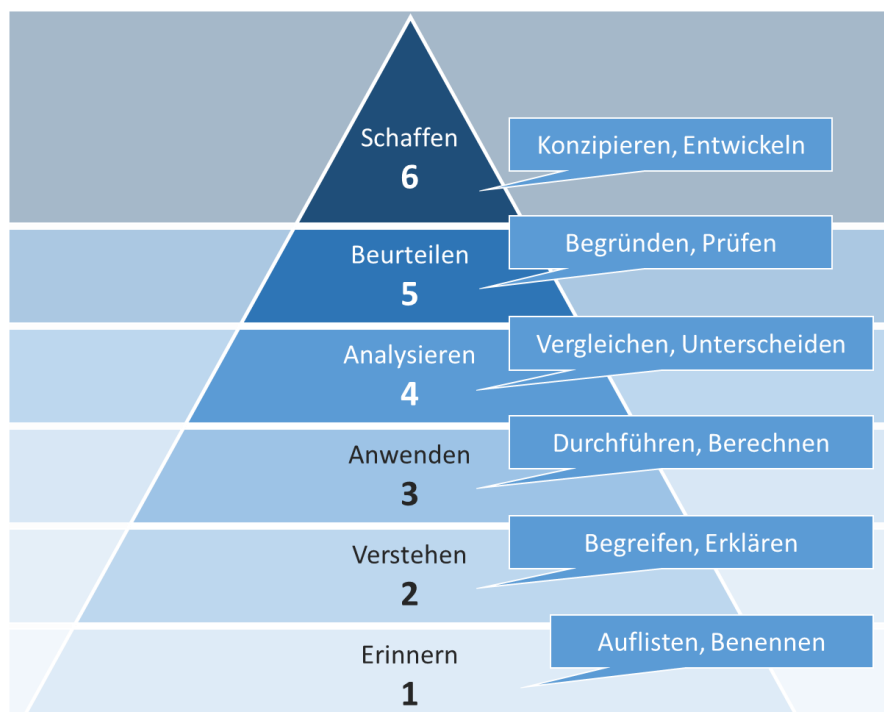 Schaffen
6
Konzipieren, Entwickeln
Beurteilen
5
Begründen, Prüfen
Analysieren
4
Vergleichen, Unterscheiden
Anwenden
3
Durchführen, Berechnen
Verstehen
2
Begreifen, Erklären
Erinnern
1
Auflisten, Benennen